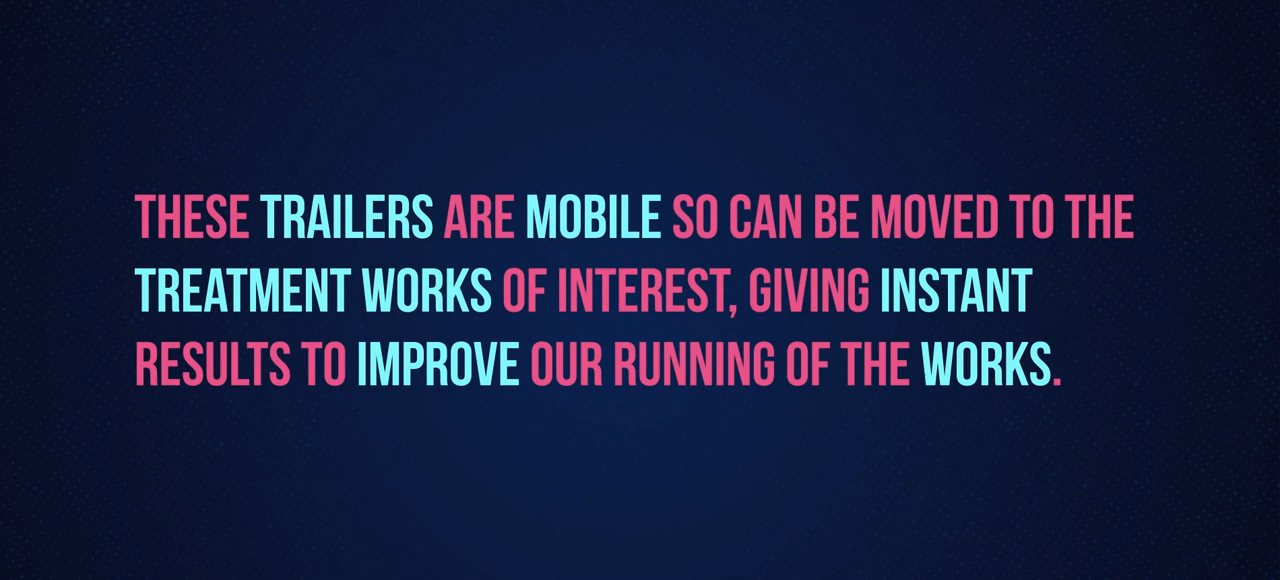 THESE TRAILERS ARE MOBILE SO CAN BE MOVED TO THE
TREATMENT WORKS OF INTEREST, GIVING INSTANT
RESULTS TO IMPROVE OUR RUNNING OF THE WORKS.